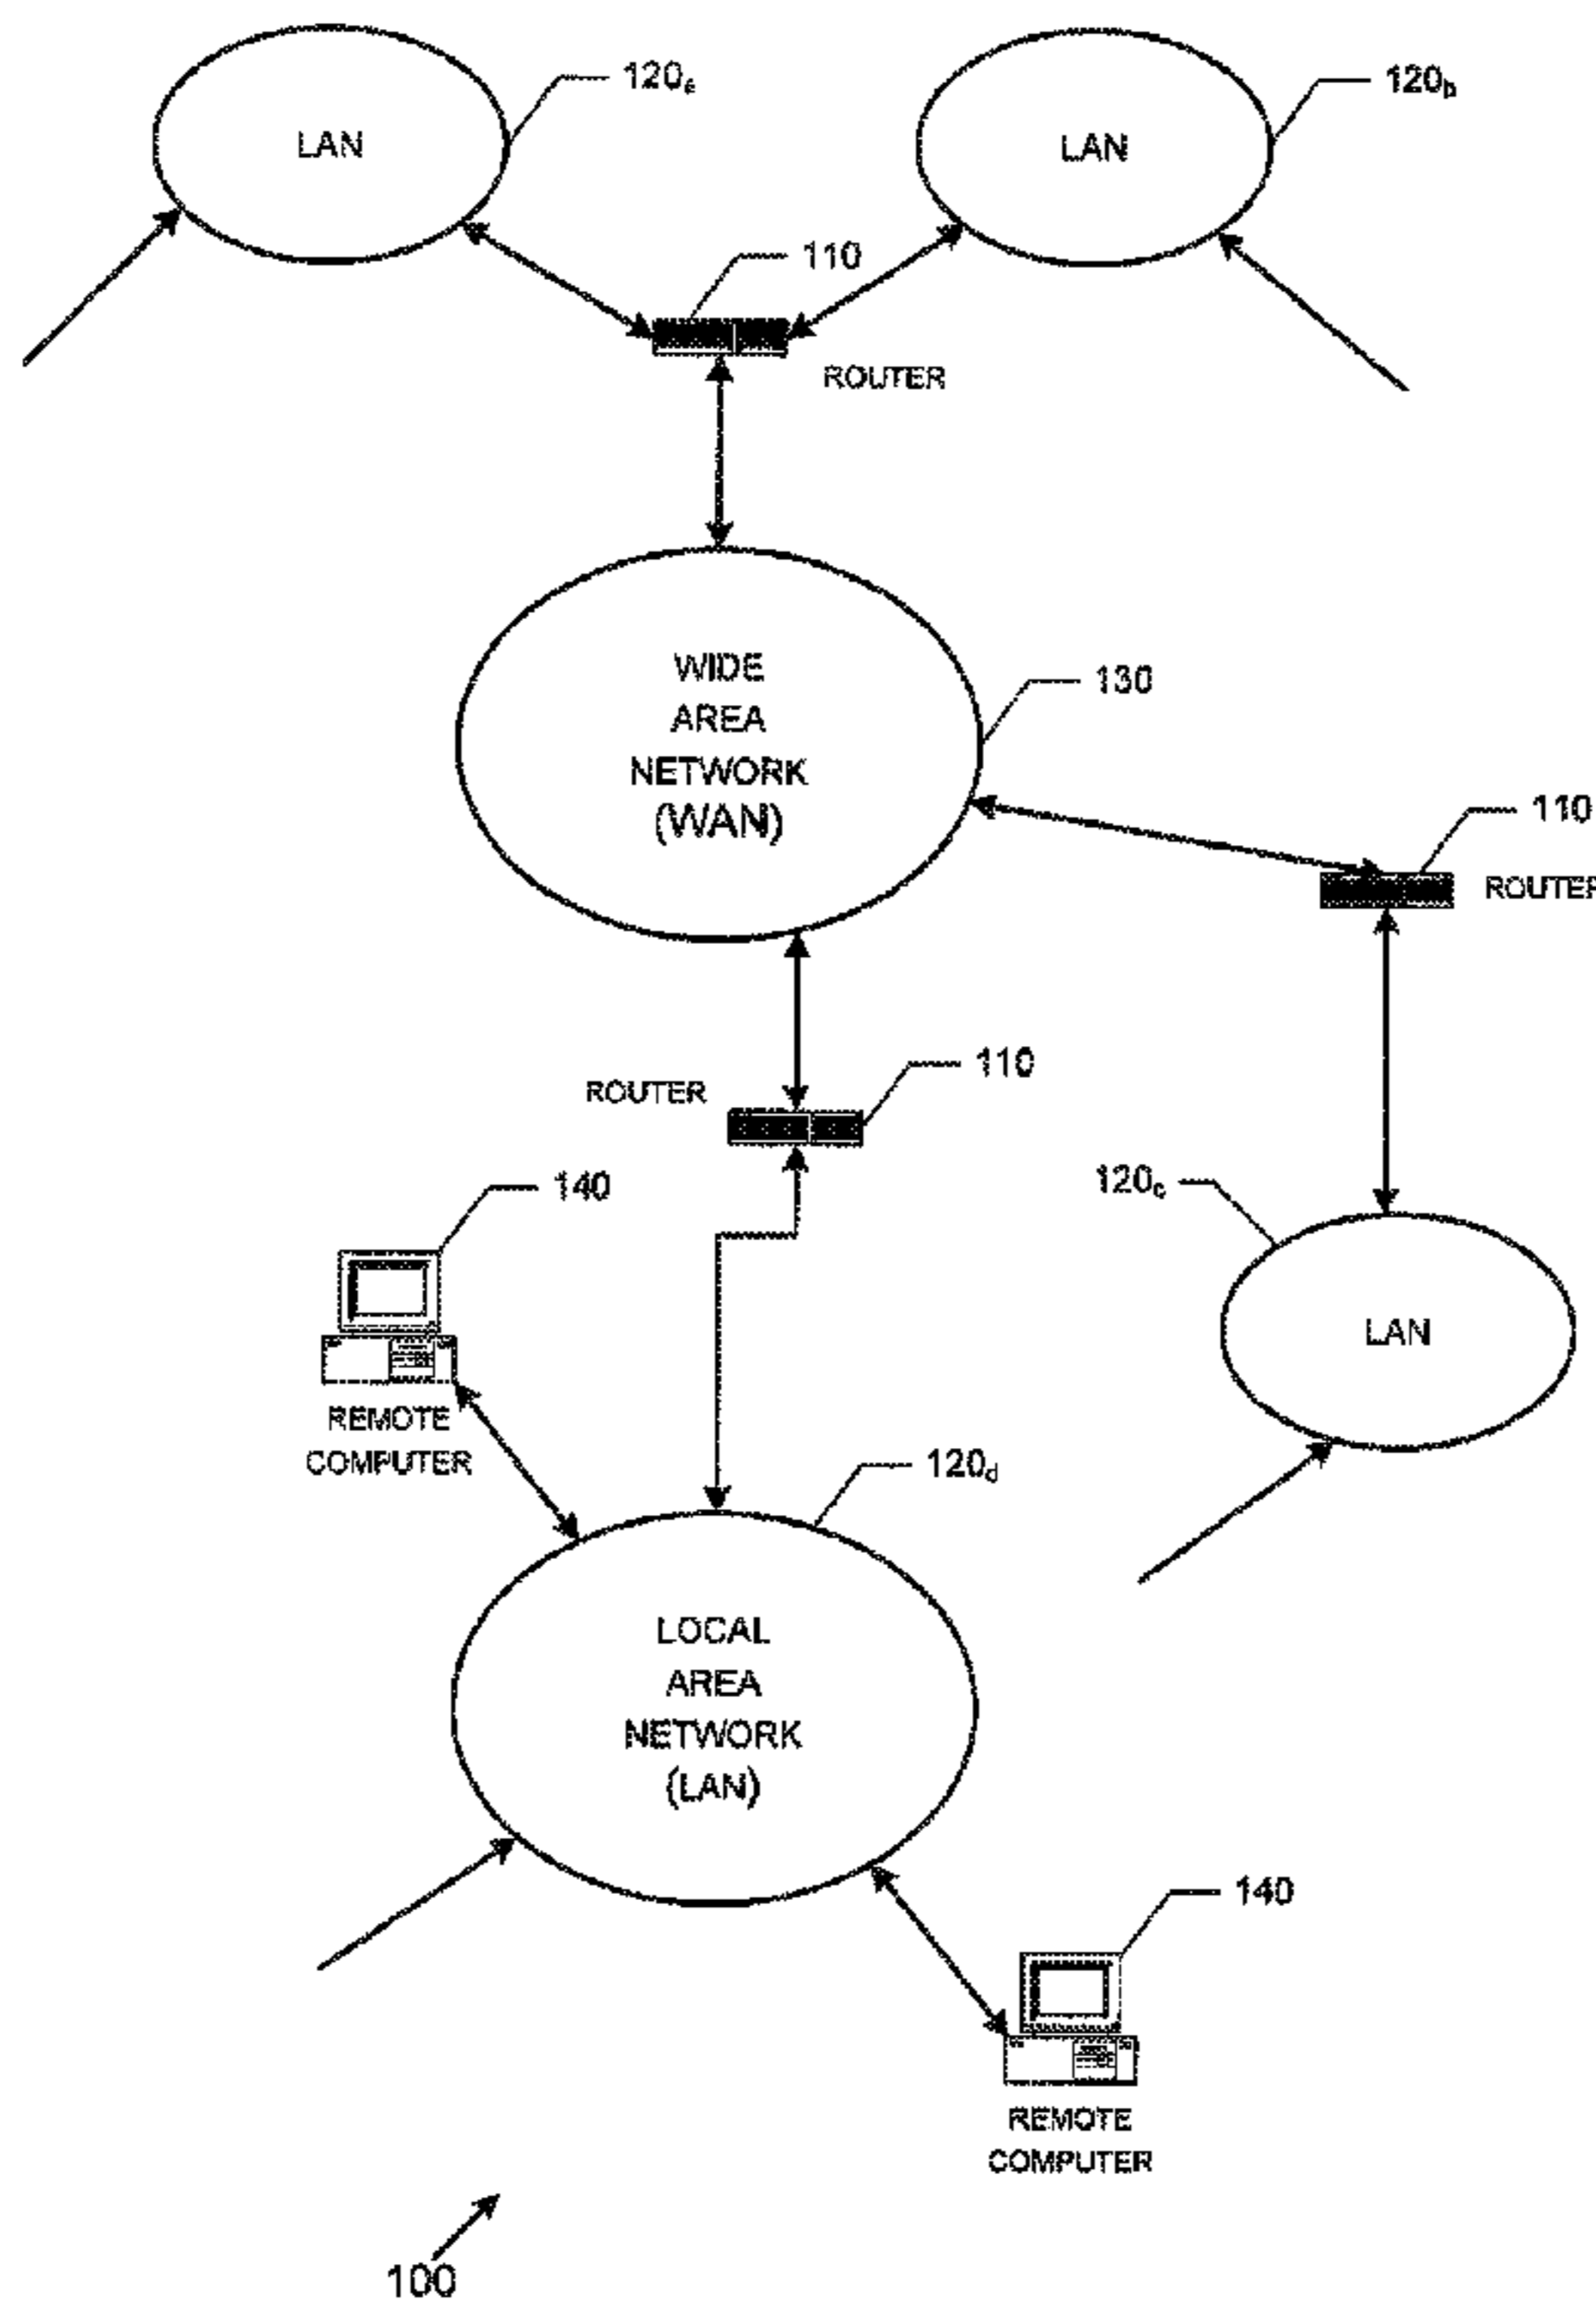 LAN
120a
LAN
120b
110
ROUTER
WIDE
AREA
NETWORK
(WAN)
130
110
ROUTER
ROUTER
110
140
REMOTE
COMPUTER
120c
LAN
120d
LOCAL
AREA
NETWORK
(LAN)
140
REMOTE
COMPUTER
100